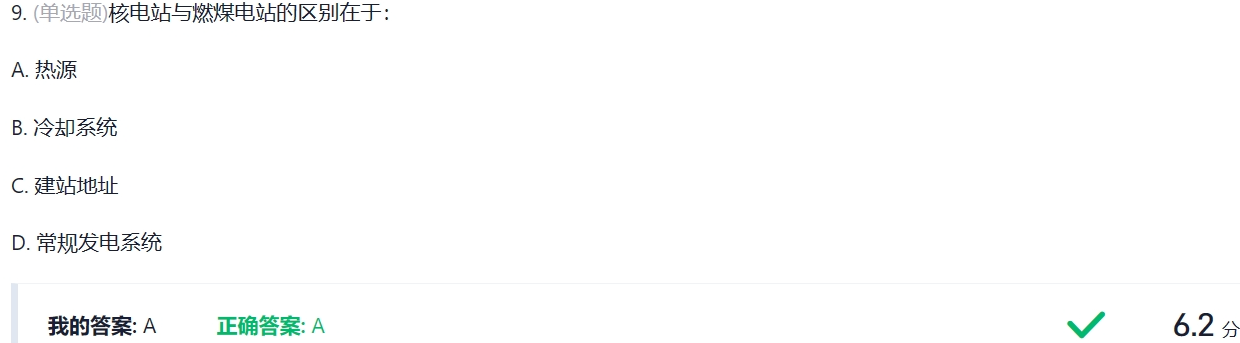 9. (单选题)核电站与燃煤电站的区别在于：
A. 热源
B. 冷却系统
C. 建站地址
D. 常规发电系统
我的答案: A 正确答案: A 6.2 分